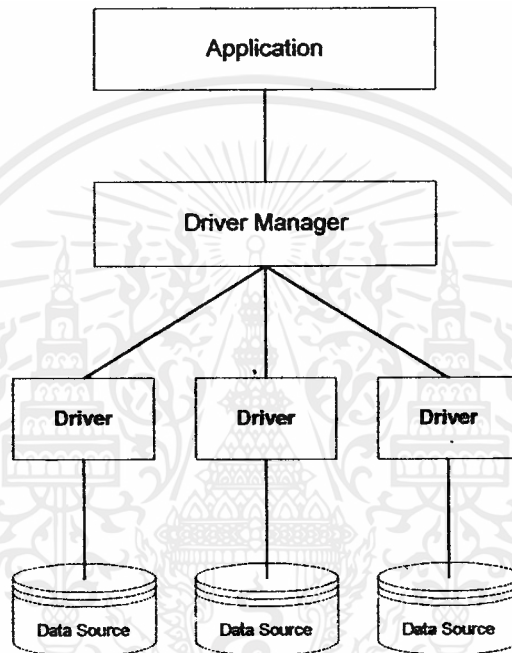 Application
Driver Manager
Driver
Driver
Driver
Data Source
Data Source
Data Source